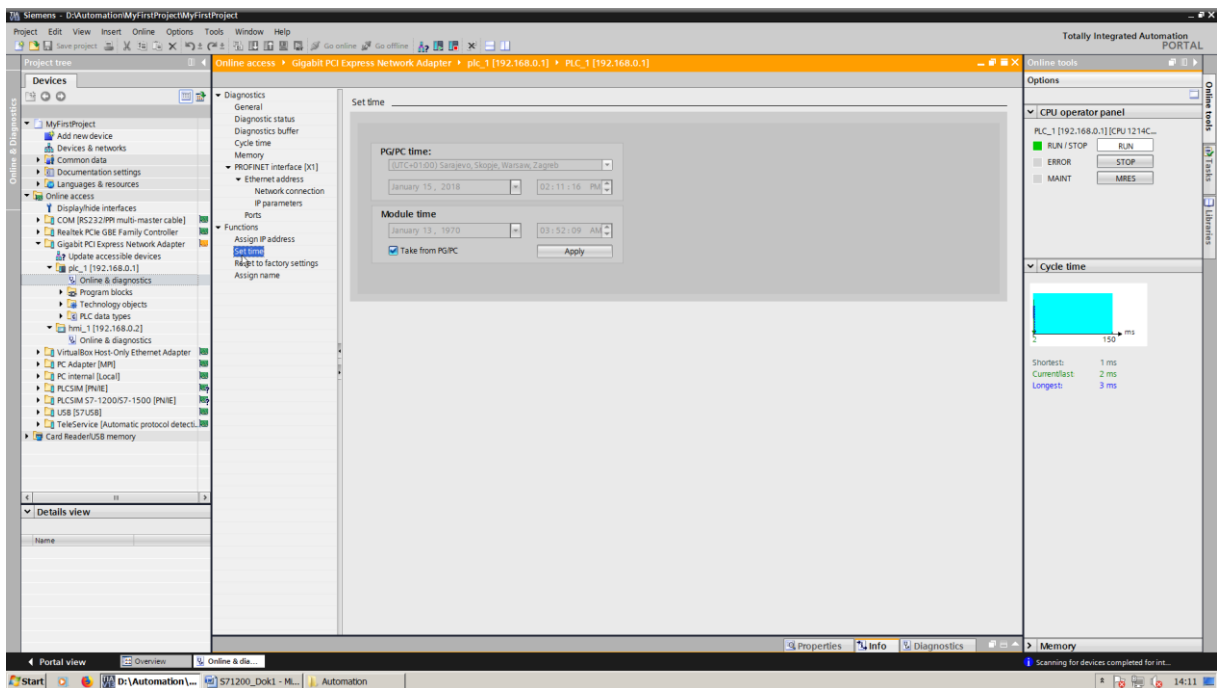 Siemens - D:\Automation\MyFirstProject\MyFirstProject
Project Edit View Insert Online Options Tools Window Help
Save project Go online Go offline
Totally Integrated Automation
PORTAL
Project tree
Online access Gigabit PCI Express Network Adapter plc_1 [192.168.0.1] PLC_1 [192.168.0.1]
Online tools
Devices
Options
Online & Diagnostics
MyFirstProject
Add new device
Devices & networks
Common data
Documentation settings
Languages & resources
Online access
Display/hide interfaces
COM [RS232/PPI multi-master cable]
Realtek PCIe GBE Family Controller
Gigabit PCI Express Network Adapter
Update accessible devices
plc_1 [192.168.0.1]
Online & diagnostics
Program blocks
Technology objects
PLC data types
hmi_1 [192.168.0.2]
Online & diagnostics
VirtualBox Host-Only Ethernet Adapter
PC Adapter [MPI]
PC internal [Local]
PLCSIM [PN/IE]
PLCSIM S7-1200/S7-1500 [PN/IE]
USB [S7USB]
TeleService [Automatic protocol detecti...
Card Reader/USB memory
Details view
Name
Diagnostics
General
Diagnostic status
Diagnostics buffer
Cycle time
Memory
PROFINET interface [X1]
Ethernet address
Network connection
IP parameters
Ports
Functions
Assign IP address
Set time
Reset to factory settings
Assign name
Set time
PG/PC time:
(UTC+01:00) Sarajevo, Skopje, Warsaw, Zagreb
January 15, 2018 02:11:16 PM
Module time
January 13, 1970 03:52:09 AM
Take from PG/PC Apply
CPU operator panel
PLC_1 [192.168.0.1] [CPU 1214C...
RUN / STOP RUN
ERROR STOP
MAINT MRES
Cycle time
2 150 ms
Shortest: 1 ms
Current/last: 2 ms
Longest: 3 ms
Memory
Online tools
Tasks
Libraries
Properties Info Diagnostics
Portal view Overview Online & dia...
Scanning for devices completed for int...
Start D:\Automation\... S71200_Dok1 - Mi... Automation 14:11